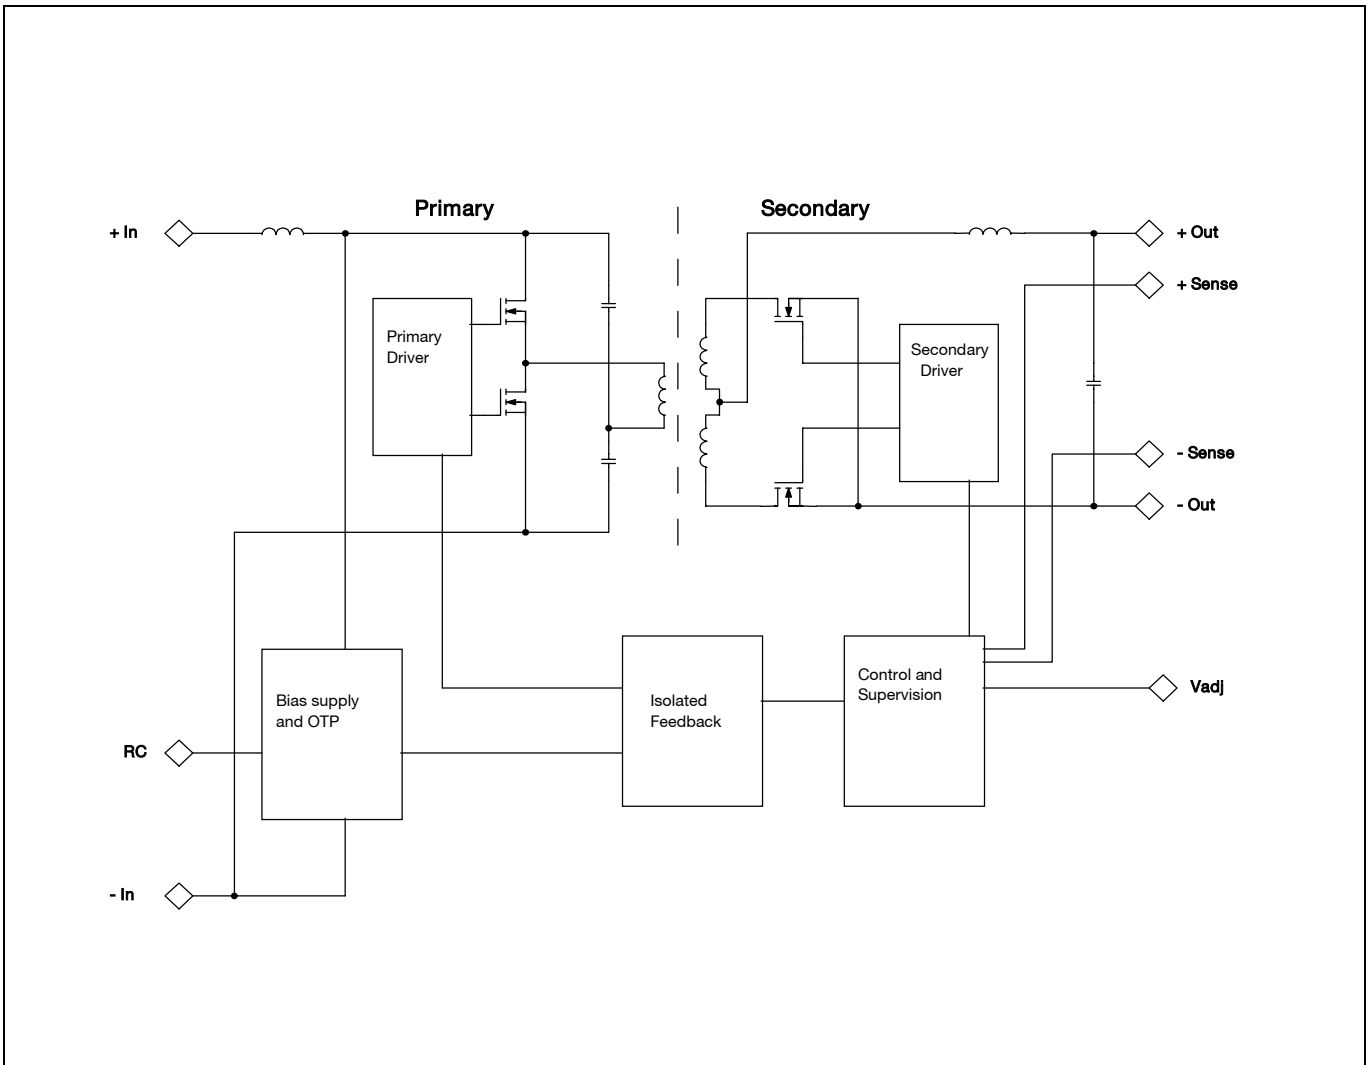 Primary
Secondary
+ In
+ Out
+ Sense
Primary
Driver
Secondary
Driver
- Sense
- Out
Bias supply
and OTP
Isolated
Feedback
Control and
Supervision
Vadj
RC
- In